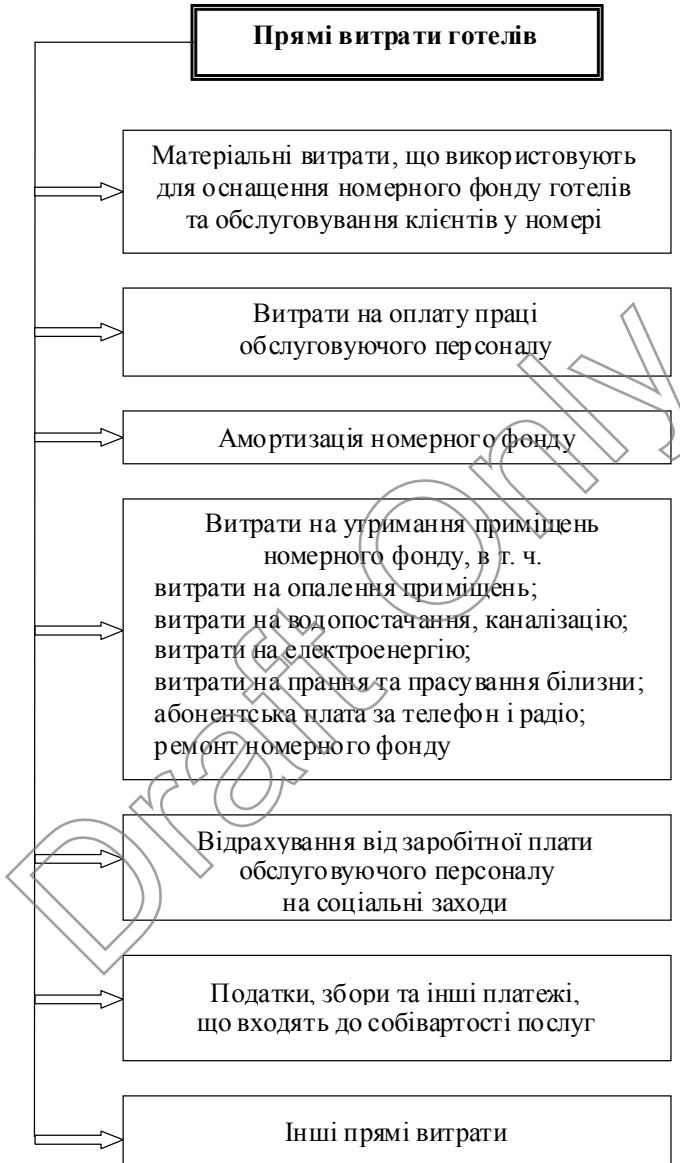 Прямі витрати готелів
Матеріальні витрати, що використовують
для оснащення номерного фонду готелів
та обслуговування клієнтів у номері
Витрати на оплату праці
обслуговуючого персоналу
Амортизація номерного фонду
Витрати на утримання приміщень
номерного фонду, в т. ч.
витрати на опалення приміщень;
витрати на водопостачання, каналізацію;
витрати на електроенергію;
витрати на прання та прасування білизни;
абонентська плата за телефон і радіо;
ремонт номерного фонду
Відрахування від заробітної плати
обслуговуючого персоналу
на соціальні заходи
Податки, збори та інші платежі,
що входять до собівартості послуг
Інші прямі витрати
Draft Only